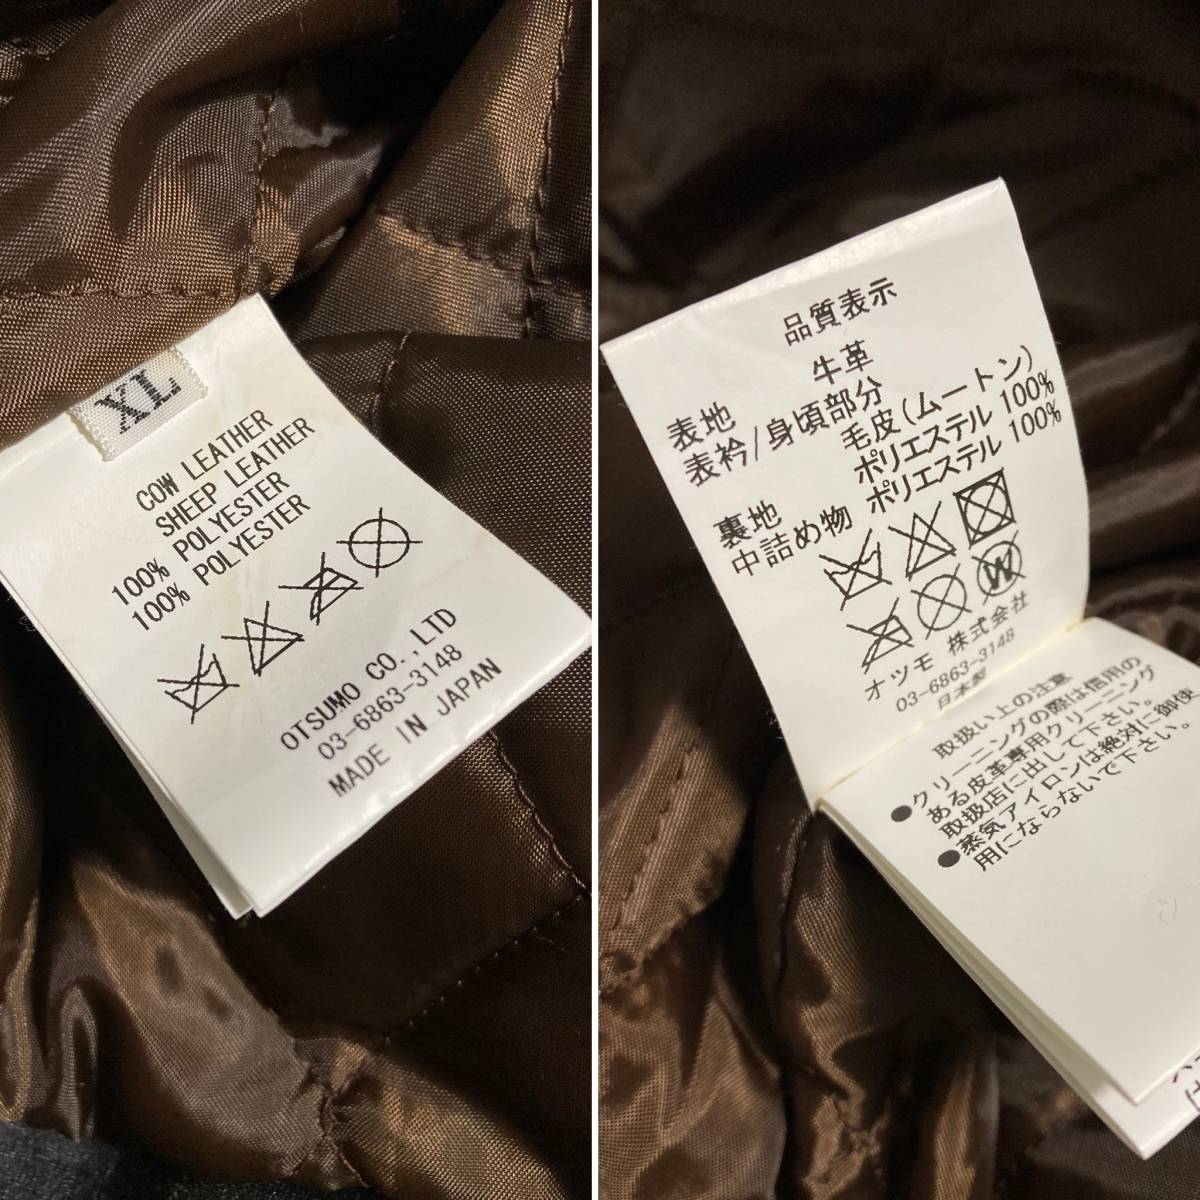 XL
COW LEATHER
SHEEP LEATHER
100% POLYESTER
100% POLYESTER
OTSUMO CO.,LTD
03-6863-3148
MADE IN JAPAN
品質表示
表地 牛革
表衿/身頃部分
毛皮(ムートン)
裏地 ポリエステル 100%
中詰め物 ポリエステル 100%
W
オツモ 株式会社
03-6863-3148
日本製
取扱い上の注意
●クリーニングの際は信用の
ある皮革専用クリーニング
取扱店に出して下さい。
●蒸気アイロンは絶対に御使
用にならないで下さい。